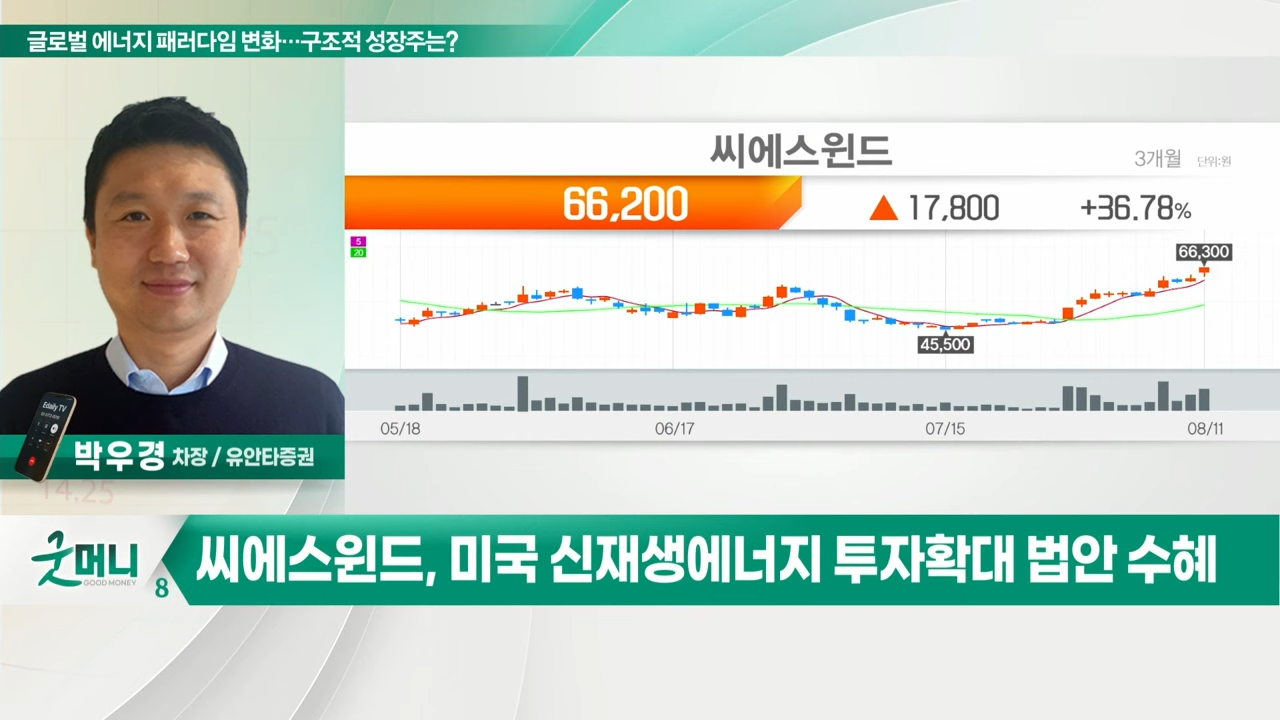 글로벌 에너지 패러다임 변화…구조적 성장주는?
씨에스윈드
3개월 단위:원
66,200 ▲ 17,800 +36.78%
5
20
66,300
45,500
05/18 06/17 07/15 08/11
Edaily TV
박우경 차장 / 유안타증권
14.25
굿머니
GOOD MONEY
8
씨에스윈드, 미국 신재생에너지 투자확대 법안 수혜